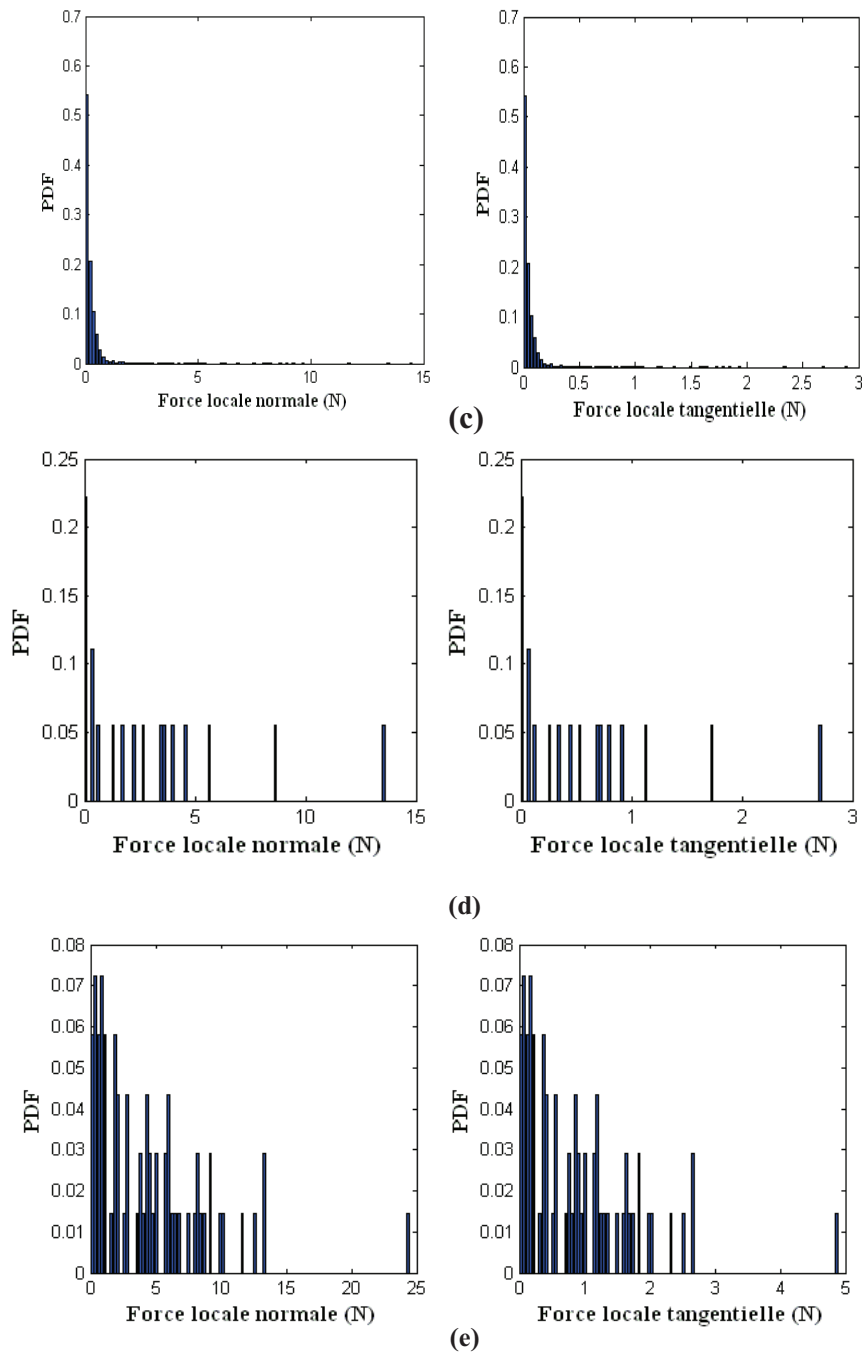 0.7
0.6
0.5
0.4
0.3
0.2
0.1
0
PDF
0 5 10 15
Force locale normale (N)
0.7
0.6
0.5
0.4
0.3
0.2
0.1
0
PDF
0 0.5 1 1.5 2 2.5 3
Force locale tangentielle (N)
(c)
0.25
0.2
0.15
0.1
0.05
0
PDF
0 5 10 15
Force locale normale (N)
0.25
0.2
0.15
0.1
0.05
0
PDF
0 1 2 3
Force locale tangentielle (N)
(d)
0.08
0.07
0.06
0.05
0.04
0.03
0.02
0.01
0
PDF
0 5 10 15 20 25
Force locale normale (N)
0.08
0.07
0.06
0.05
0.04
0.03
0.02
0.01
0
PDF
0 1 2 3 4 5
Force locale tangentielle (N)
(e)